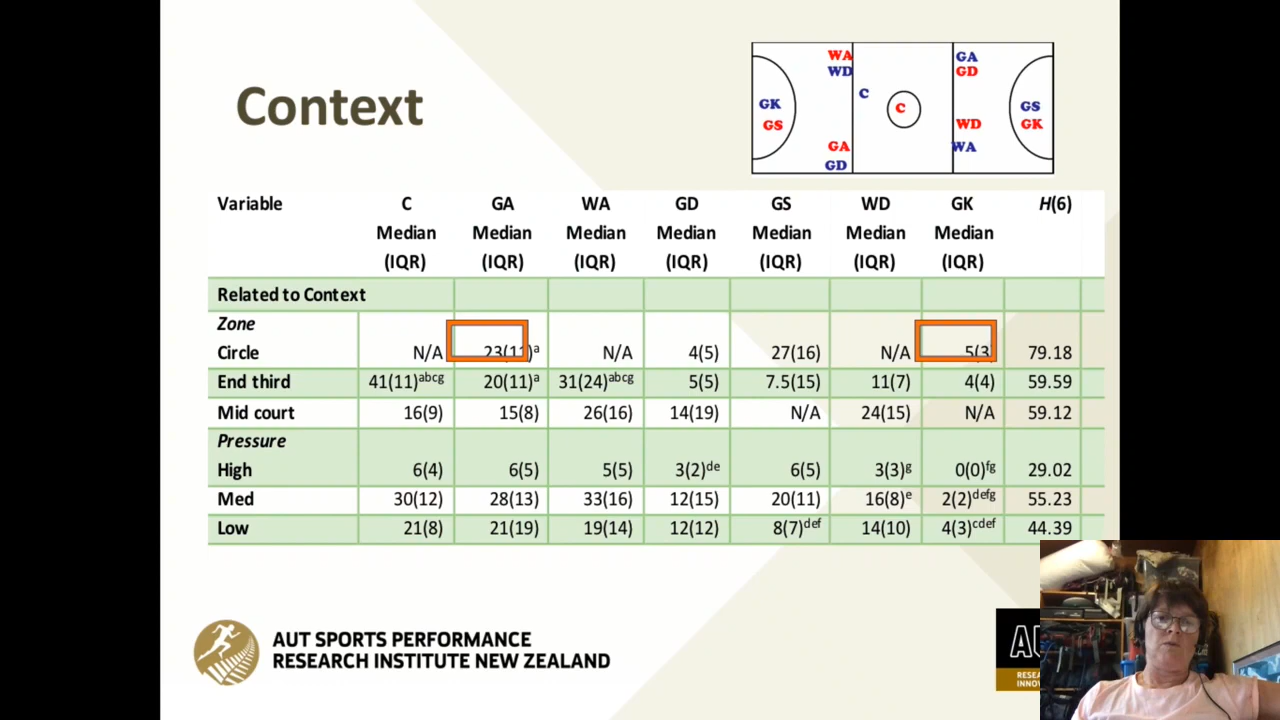 Context
WA GA
WD GD
C
GK C GS
GS WD GK
GA WA
GD
Variable C GA WA GD GS WD GK H(6)
Median Median Median Median Median Median Median
(IQR) (IQR) (IQR) (IQR) (IQR) (IQR) (IQR)
Related to Context
Zone
Circle N/A 23(11)ᵃ N/A 4(5) 27(16) N/A 5(3) 79.18
End third 41(11)ᵃᵇᶜᵍ 20(11)ᵃ 31(24)ᵃᵇᶜᵍ 5(5) 7.5(15) 11(7) 4(4) 59.59
Mid court 16(9) 15(8) 26(16) 14(19) N/A 24(15) N/A 59.12
Pressure
High 6(4) 6(5) 5(5) 3(2)ᵈᵉ 6(5) 3(3)ᵍ 0(0)ᶠᵍ 29.02
Med 30(12) 28(13) 33(16) 12(15) 20(11) 16(8)ᵉ 2(2)ᵈᵉᶠᵍ 55.23
Low 21(8) 21(19) 19(14) 12(12) 8(7)ᵈᵉᶠ 14(10) 4(3)ᶜᵈᵉᶠ 44.39
AUT SPORTS PERFORMANCE
RESEARCH INSTITUTE NEW ZEALAND